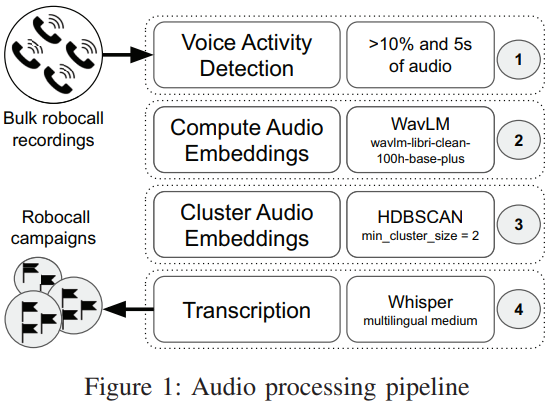 Bulk robocall
recordings
Voice Activity
Detection
>10% and 5s
of audio
1
Compute Audio
Embeddings
WavLM
wavlm-libri-clean-
100h-base-plus
2
Cluster Audio
Embeddings
HDBSCAN
min_cluster_size = 2
3
Robocall
campaigns
Transcription
Whisper
multilingual medium
4
Figure 1: Audio processing pipeline